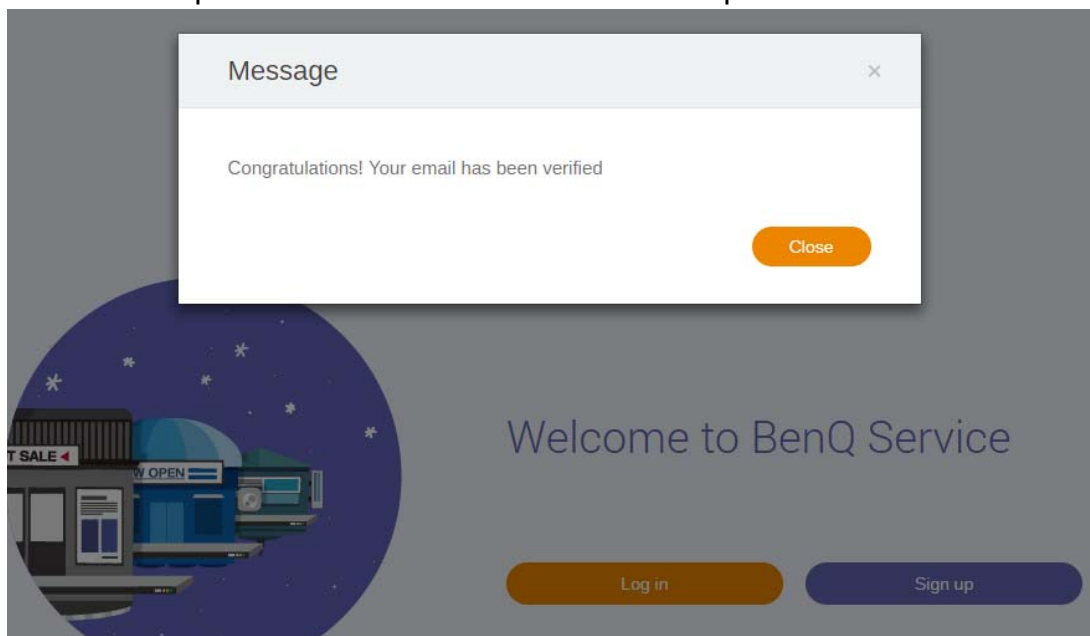 Message
×
Congratulations! Your email has been verified
Close
T SALE
W OPEN
Welcome to BenQ Service
Log in
Sign up